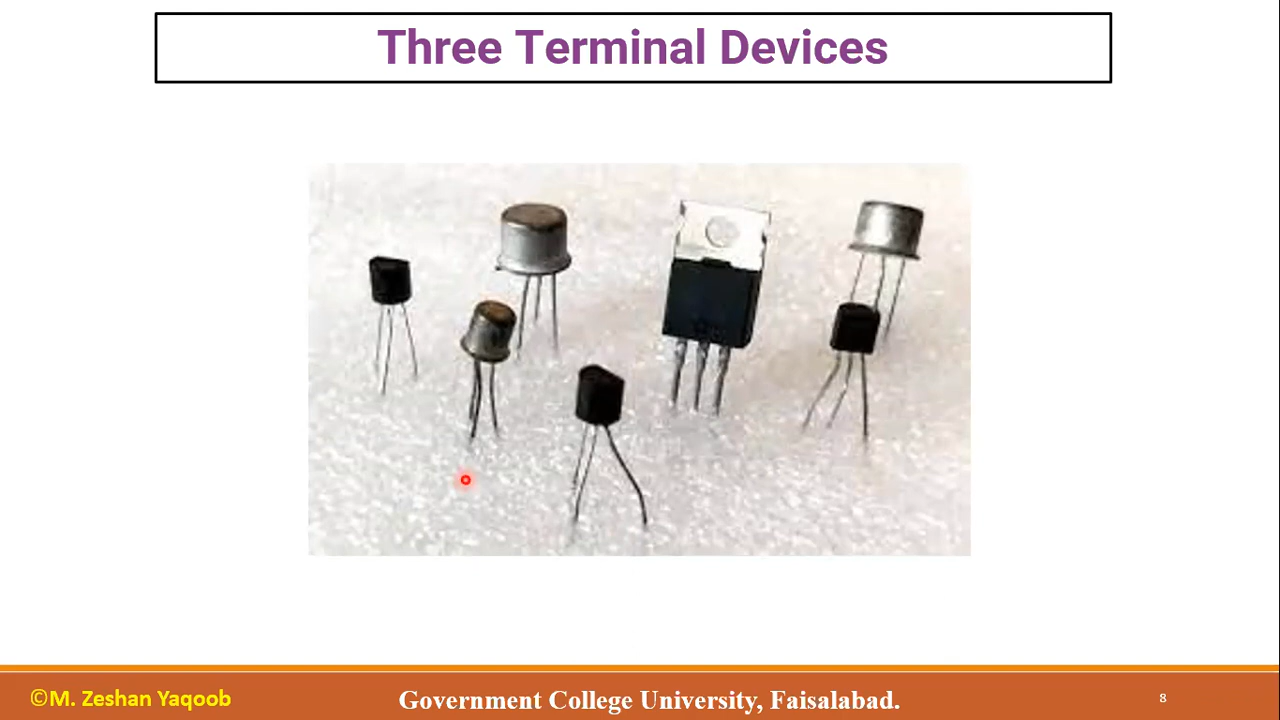 Three Terminal Devices
©M. Zeshan Yaqoob
Government College University, Faisalabad.
8